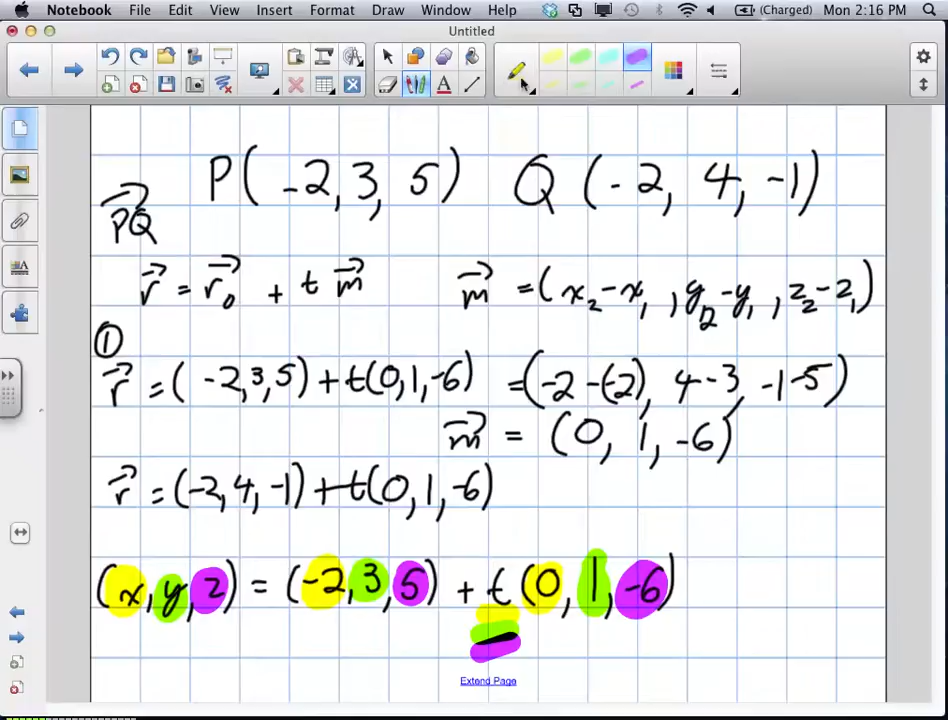 Notebook File Edit View Insert Format Draw Window Help (Charged) Mon 2:16 PM
Untitled
P(-2, 3, 5) Q(-2, 4, -1)
PQ
r = r₀ + t m m = (x₂ - x₁, y₂ - y₁, z₂ - z₁)
①
r = (-2, 3, 5) + t(0, 1, -6) = (-2 - (-2), 4 - 3, -1 - 5)
m = (0, 1, -6)
r = (-2, 4, -1) + t(0, 1, -6)
(x, y, z) = (-2, 3, 5) + t(0, 1, -6)
Extend Page